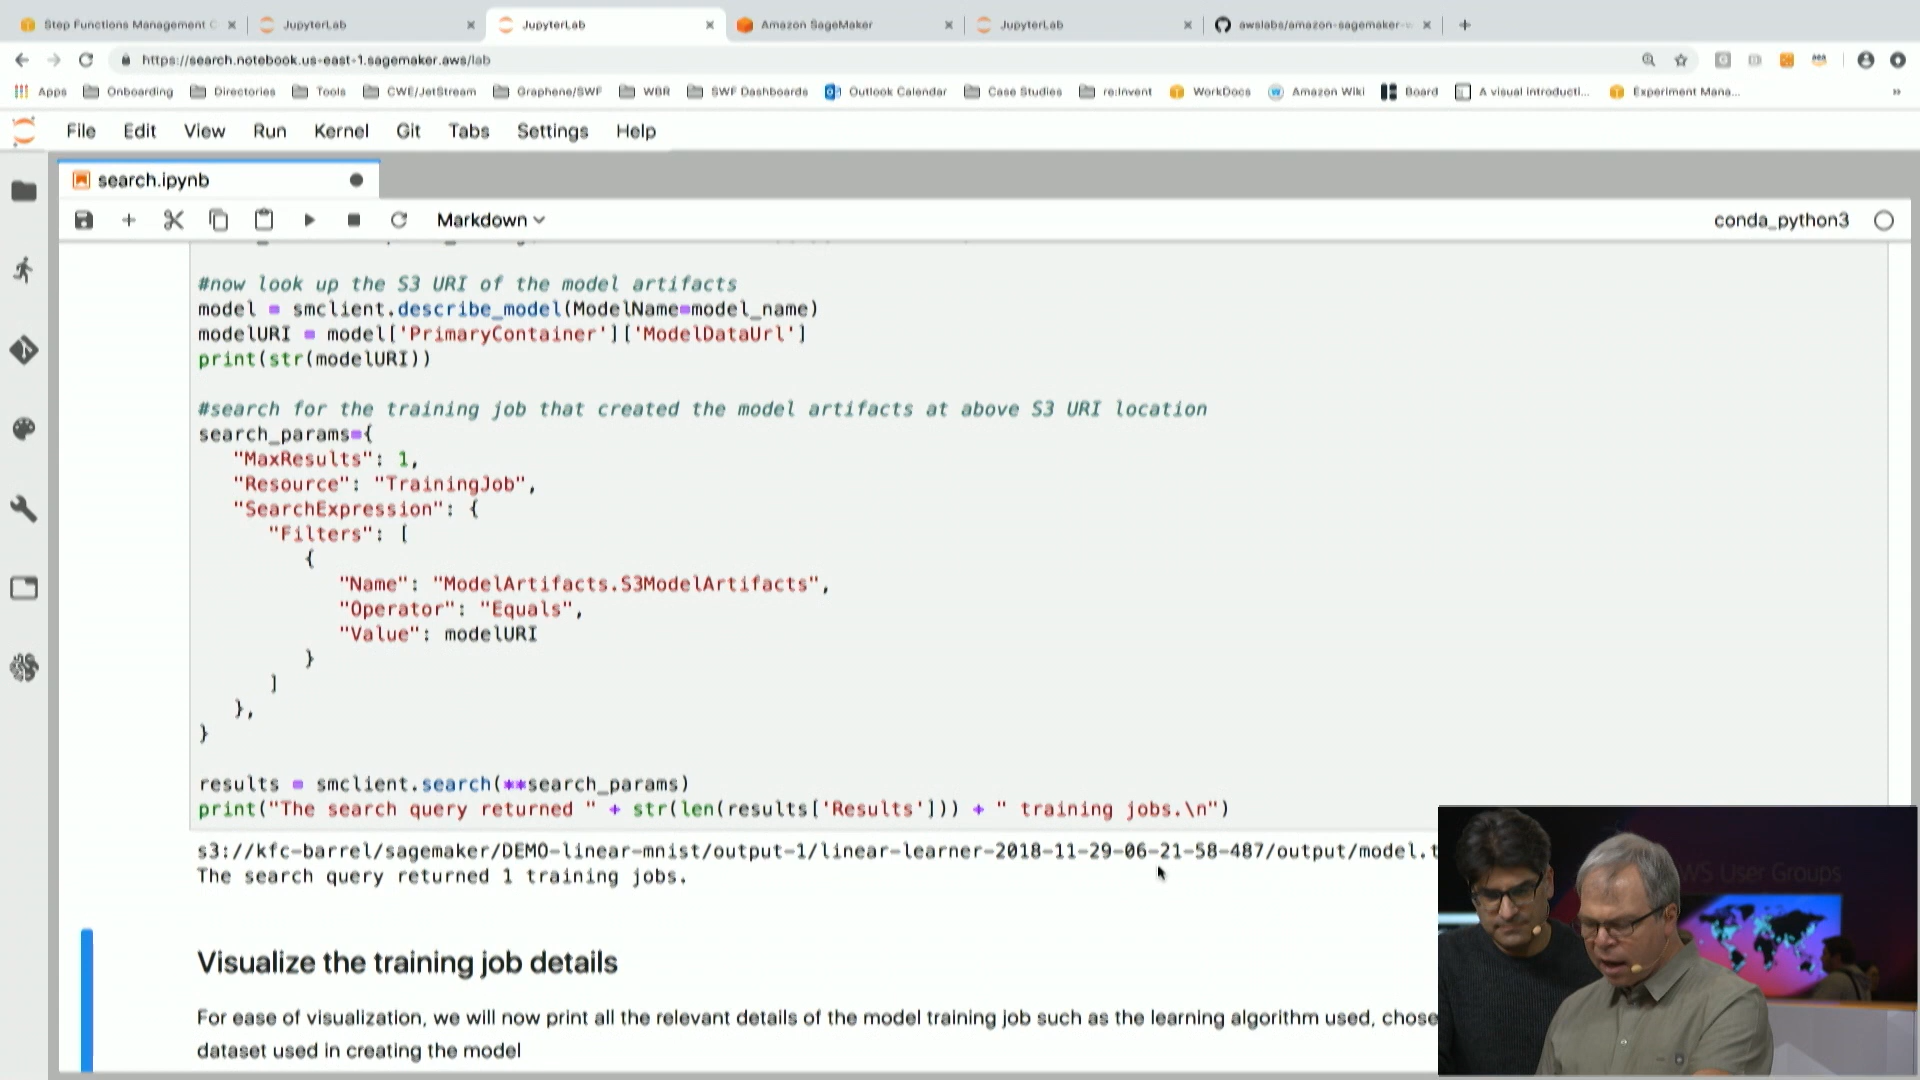 Step Functions Management C
JupyterLab
JupyterLab
Amazon SageMaker
JupyterLab
awslabs/amazon-sagemaker-
https://search.notebook.us-east-1.sagemaker.aws/lab
Apps Onboarding Directories Tools CWE/JetStream Graphene/SWF WBR SWF Dashboards Outlook Calendar Case Studies re:Invent WorkDocs Amazon Wiki Board A visual introducti... Experiment Mana... »
File Edit View Run Kernel Git Tabs Settings Help
search.ipynb
Markdown
conda_python3
#now look up the S3 URI of the model artifacts
model = smclient.describe_model(ModelName=model_name)
modelURI = model['PrimaryContainer']['ModelDataUrl']
print(str(modelURI))
#search for the training job that created the model artifacts at above S3 URI location
search_params={
"MaxResults": 1,
"Resource": "TrainingJob",
"SearchExpression": {
"Filters": [
{
"Name": "ModelArtifacts.S3ModelArtifacts",
"Operator": "Equals",
"Value": modelURI
}
]
},
}
results = smclient.search(**search_params)
print("The search query returned " + str(len(results['Results'])) + " training jobs.\n")
s3://kfc-barrel/sagemaker/DEMO-linear-mnist/output-1/linear-learner-2018-11-29-06-21-58-487/output/model.t
The search query returned 1 training jobs.
WS User Groups
Visualize the training job details
For ease of visualization, we will now print all the relevant details of the model training job such as the learning algorithm used, chose
dataset used in creating the model